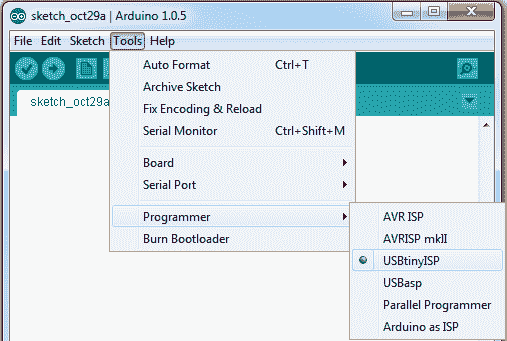 sketch_oct29a | Arduino 1.0.5
File Edit Sketch Tools Help
sketch_oct29a
Auto Format Ctrl+T
Archive Sketch
Fix Encoding & Reload
Serial Monitor Ctrl+Shift+M
Board
Serial Port
Programmer
Burn Bootloader
AVR ISP
AVRISP mkII
USBtinyISP
USBasp
Parallel Programmer
Arduino as ISP